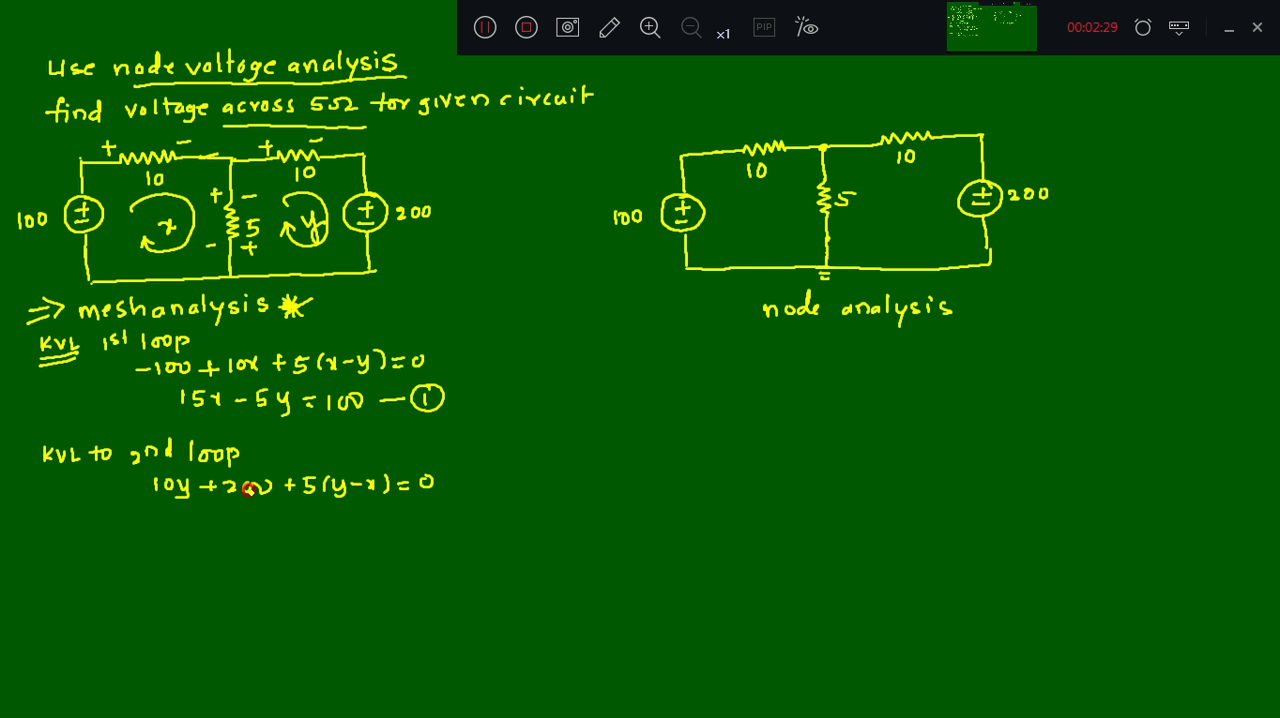 x1
PIP
00:02:29
Use node voltage analysis
find voltage across 5Ω for given circuit
+ - + -
10 10
100 + - x + - 5 - + y + - 200
⇒ mesh analysis *
KVL 1st loop
-100 + 10x + 5(x-y) = 0
15x - 5y = 100 — ①
KVL to 2nd loop
10y + 200 + 5(y-x) = 0
10 10
100 + - 5 + - 200
node analysis